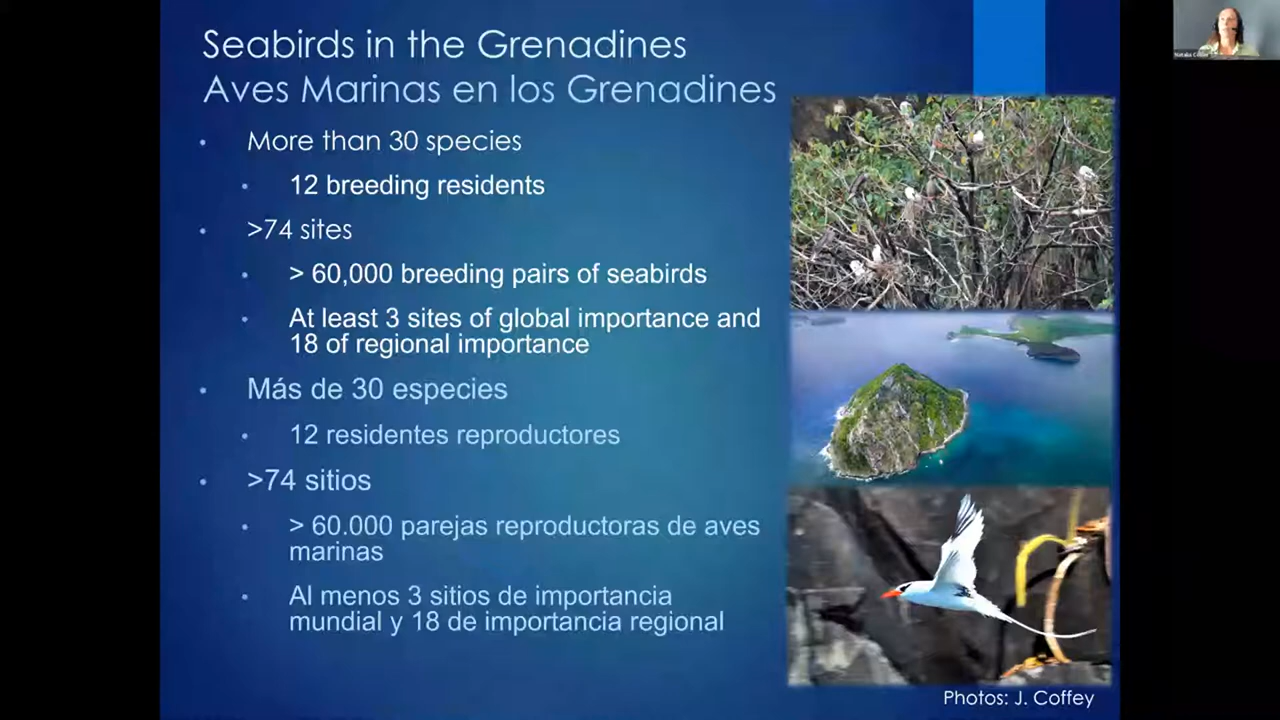 Seabirds in the Grenadines
Aves Marinas en los Grenadines
• More than 30 species
• 12 breeding residents
• >74 sites
• > 60,000 breeding pairs of seabirds
• At least 3 sites of global importance and
18 of regional importance
• Más de 30 especies
• 12 residentes reproductores
• >74 sitios
• > 60.000 parejas reproductoras de aves
marinas
• Al menos 3 sitios de importancia
mundial y 18 de importancia regional
Photos: J. Coffey